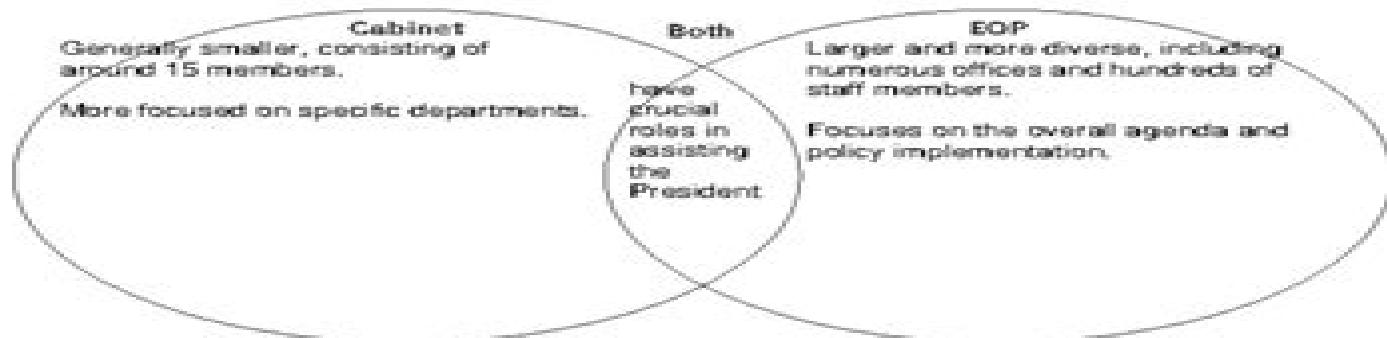 Cabinet
Generally smaller, consisting of
around 15 members.
More focused on specific departments.
Both
have
crucial
roles in
assisting
the
President
EOP
Larger and more diverse, including
numerous offices and hundreds of
staff members.
Focuses on the overall agenda and
policy implementation.